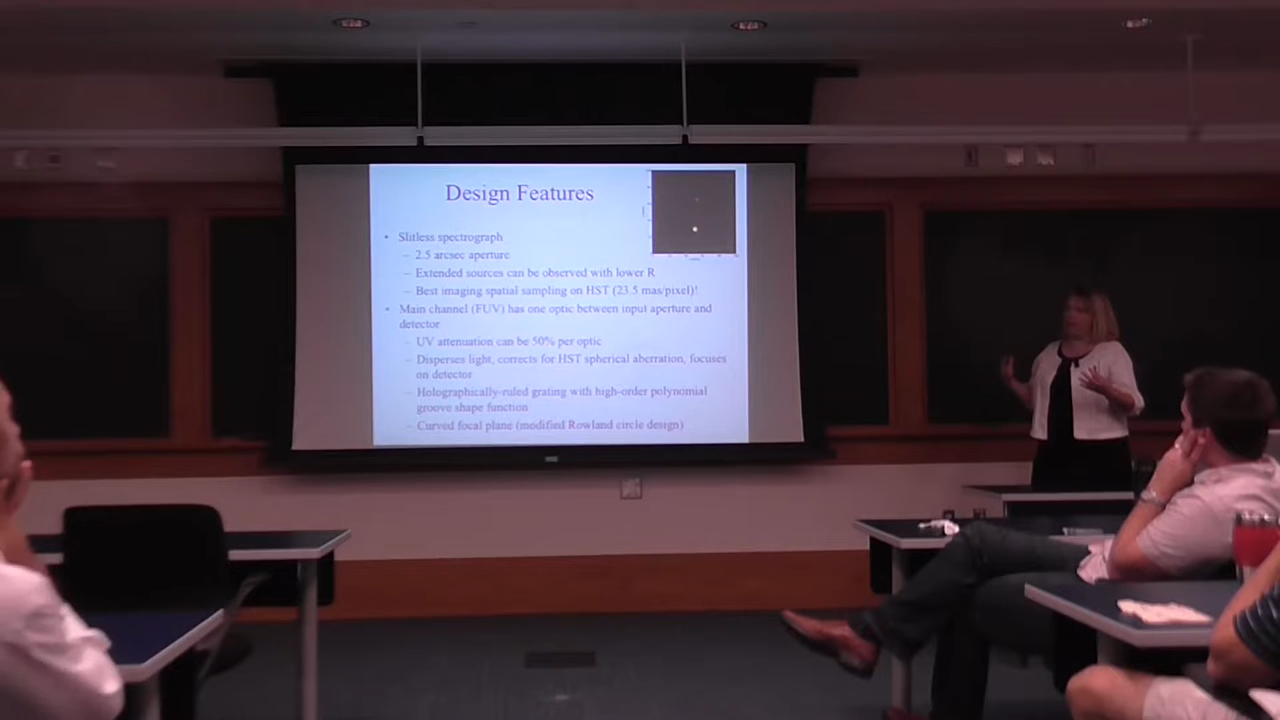 Design Features
• Slitless spectrograph
– 2.5 arcsec aperture
– Extended sources can be observed with lower R
– Best imaging spatial sampling on HST (23.5 mas/pixel)!
• Main channel (FUV) has one optic between input aperture and
detector
– UV attenuation can be 50% per optic
– Disperses light, corrects for HST spherical aberration, focuses
on detector
– Holographically-ruled grating with high-order polynomial
groove shape function
– Curved focal plane (modified Rowland circle design)